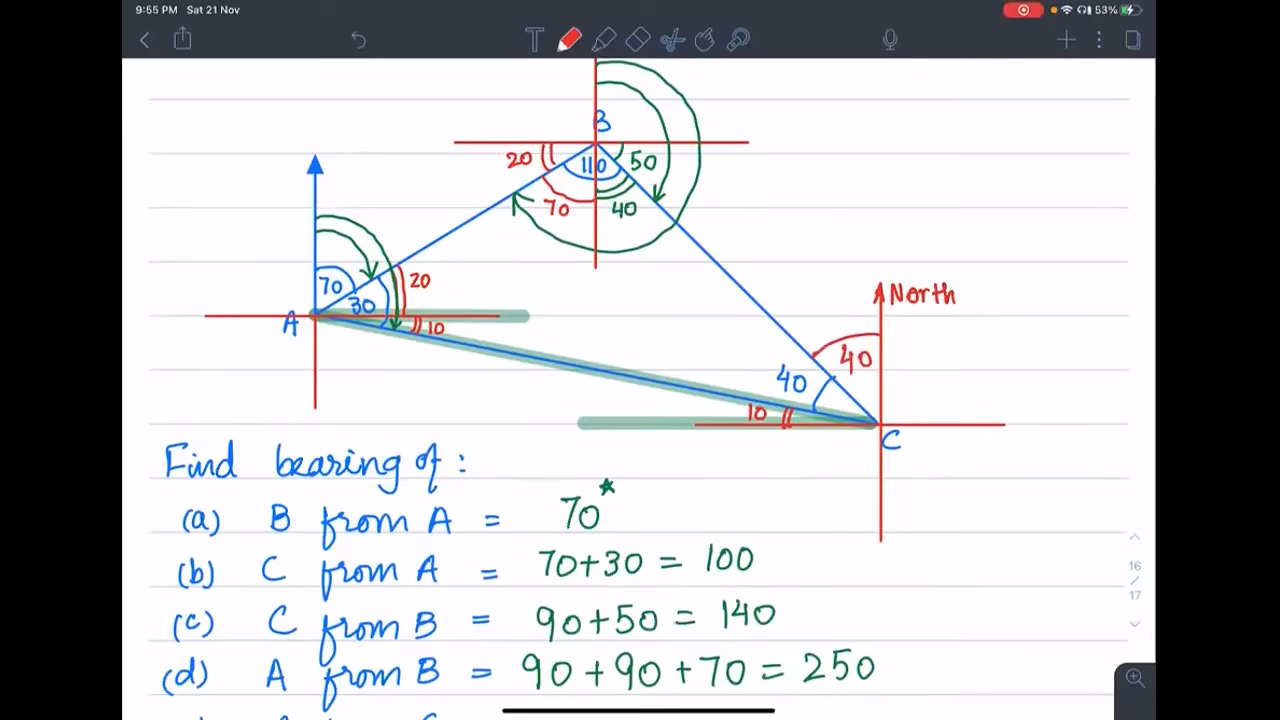 9:55 PM Sat 21 Nov 53%
T
B
20 110 50
70 40
70 20
30
A 10
North
40
40
10
C
16
/
17
Find bearing of :
(a) B from A = 70*
(b) C from A = 70+30 = 100
(c) C from B = 90+50 = 140
(d) A from B = 90+90+70 = 250